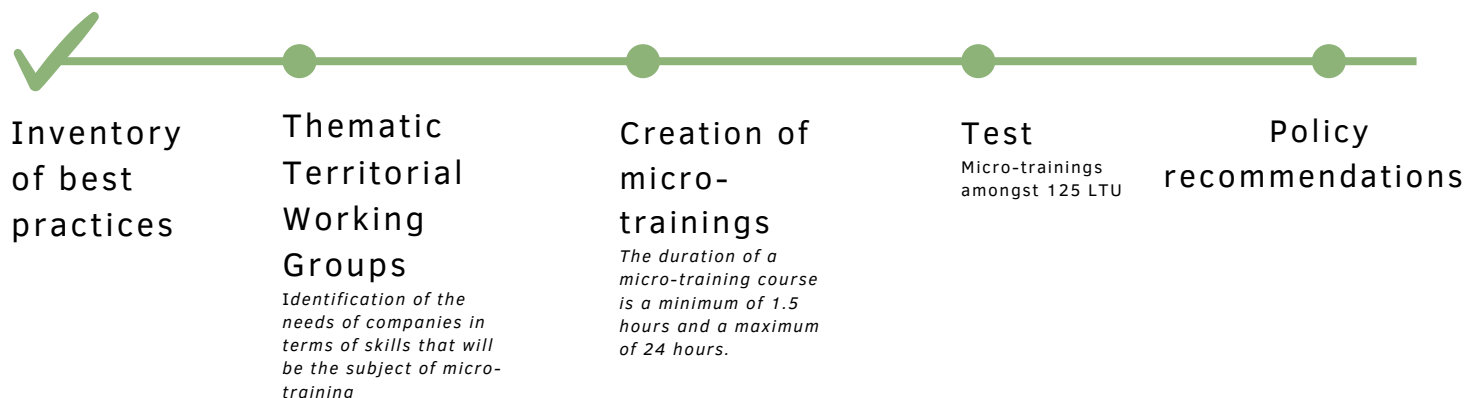 Inventory
of best
practices
Thematic
Territorial
Working
Groups
Identification of the
needs of companies in
terms of skills that will
be the subject of micro-
training
Creation of
micro-
trainings
The duration of a
micro-training course
is a minimum of 1.5
hours and a maximum
of 24 hours.
Test
Micro-trainings
amongst 125 LTU
Policy
recommendations